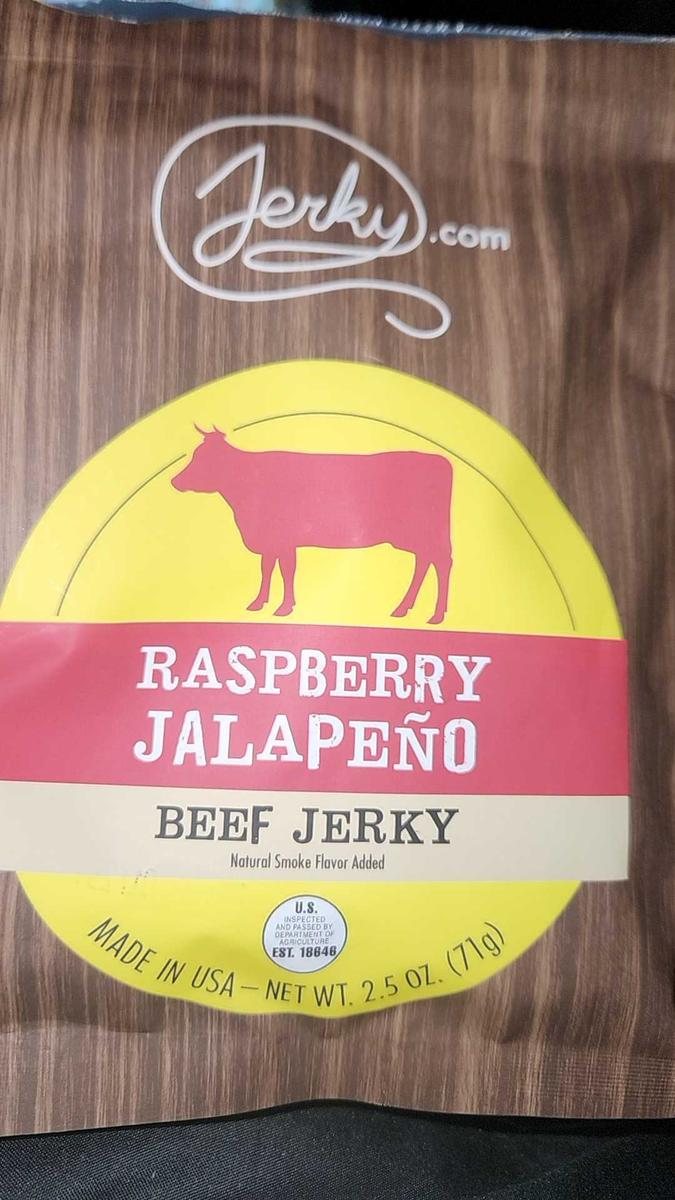 Jerky.com
RASPBERRY
JALAPEÑO
BEEF JERKY
Natural Smoke Flavor Added
U.S.
INSPECTED
AND PASSED BY
DEPARTMENT OF
AGRICULTURE
EST. 18646
MADE IN USA – NET WT. 2.5 OZ. (71g)